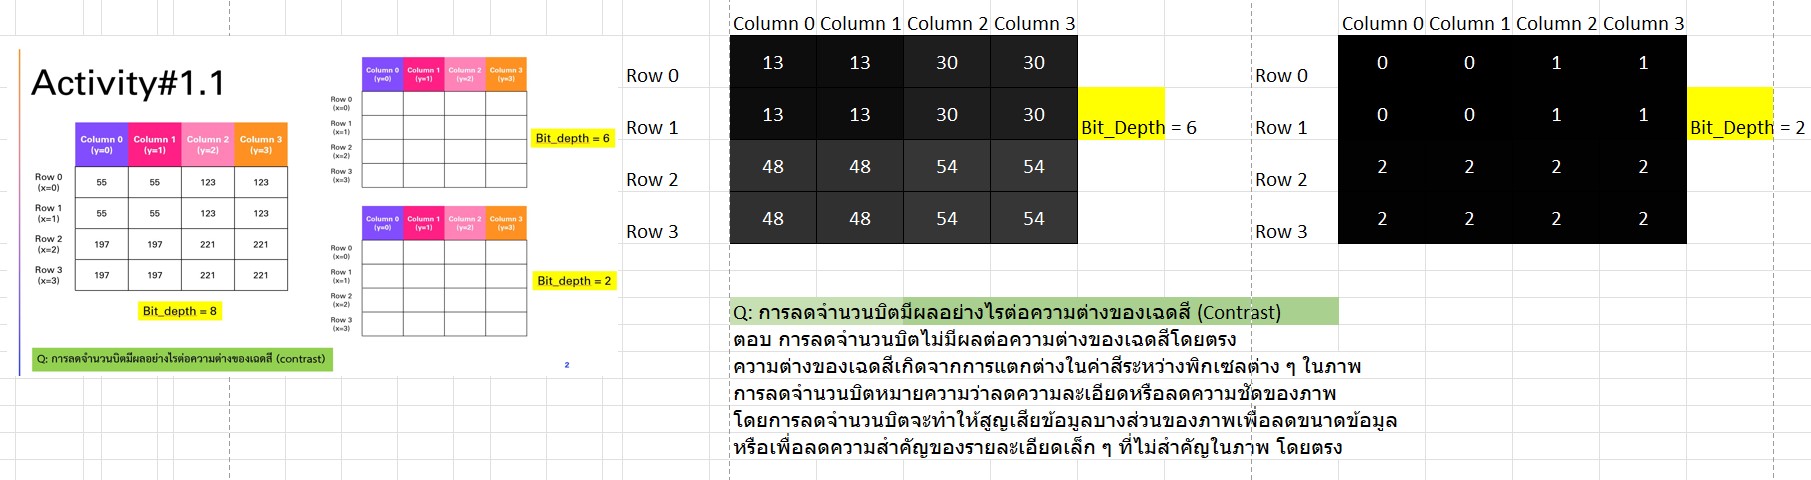 Activity#1.1
Column 0 (y=0) Column 1 (y=1) Column 2 (y=2) Column 3 (y=3)
Row 0 (x=0) 55 55 123 123
Row 1 (x=1) 55 55 123 123
Row 2 (x=2) 197 197 221 221
Row 3 (x=3) 197 197 221 221
Bit_depth = 8
Column 0 (y=0) Column 1 (y=1) Column 2 (y=2) Column 3 (y=3)
Row 0 (x=0)
Row 1 (x=1)
Row 2 (x=2)
Row 3 (x=3)
Bit_depth = 6
Column 0 (y=0) Column 1 (y=1) Column 2 (y=2) Column 3 (y=3)
Row 0 (x=0)
Row 1 (x=1)
Row 2 (x=2)
Row 3 (x=3)
Bit_depth = 2
Q: การลดจำนวนบิตมีผลอย่างไรต่อความต่างของเฉดสี (contrast)
2
Column 0 Column 1 Column 2 Column 3
Row 0 13 13 30 30
Row 1 13 13 30 30
Bit_Depth = 6
Row 2 48 48 54 54
Row 3 48 48 54 54
Column 0 Column 1 Column 2 Column 3
Row 0 0 0 1 1
Row 1 0 0 1 1
Bit_Depth = 2
Row 2 2 2 2 2
Row 3 2 2 2 2
Q: การลดจำนวนบิตมีผลอย่างไรต่อความต่างของเฉดสี (Contrast)
ตอบ การลดจำนวนบิตไม่มีผลต่อความต่างของเฉดสีโดยตรง
ความต่างของเฉดสีเกิดจากการแตกต่างในค่าสีระหว่างพิกเซลต่าง ๆ ในภาพ
การลดจำนวนบิตหมายความว่าลดความละเอียดหรือลดความชัดของภาพ
โดยการลดจำนวนบิตจะทำให้สูญเสียข้อมูลบางส่วนของภาพเพื่อลดขนาดข้อมูล
หรือเพื่อลดความสำคัญของรายละเอียดเล็ก ๆ ที่ไม่สำคัญในภาพ โดยตรง